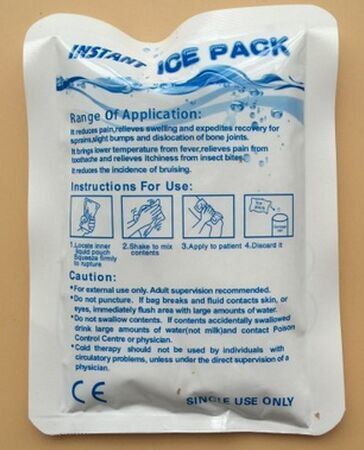 INSTANT ICE PACK
Range Of Application:
It reduces pain,relieves swelling and expedites recovery for
sprains,slight bumps and dislocation of bone joints.
It brings lower temperature from fever,relieves pain from
toothache and relieves itchiness from insect bites.
It reduces the incidence of bruising.
Instructions For Use:
1.Locate inner
liquid pouch
Squeeze firmly
to rupture
2.Shake to mix
contents
3.Apply to patient
4.Discard it
Caution:
•For external use only. Adult supervision recommended.
•Do not puncture. If bag breaks and fluid contacts skin, or
eyes, immediately flush area with large amounts of water.
•Do not swallow contents. If contents accidentally swallowed
drink large amounts of water(not milk)and contact Poison
Control Centre or physician.
•Cold therapy should not be used by individuals with
circulatory problems, unless under the direct supervision of a
physician.
CE
SINGLE USE ONLY